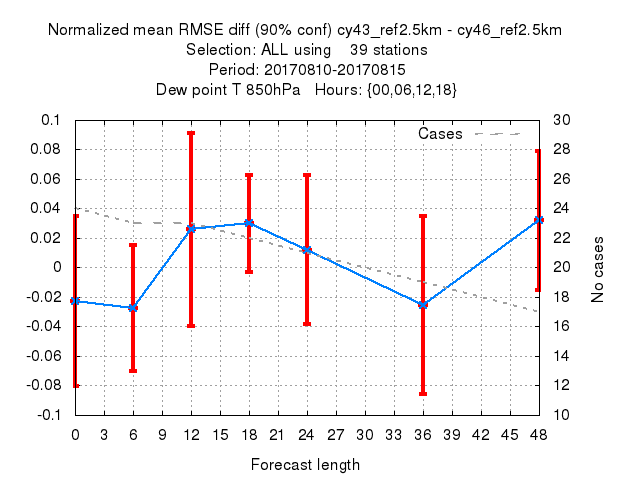 Normalized mean RMSE diff (90% conf) cy43_ref2.5km - cy46_ref2.5km
Selection: ALL using 39 stations
Period: 20170810-20170815
Dew point T 850hPa Hours: {00,06,12,18}
Cases
0.1
0.08
0.06
0.04
0.02
0
-0.02
-0.04
-0.06
-0.08
-0.1
30
28
26
24
22
20
18
16
14
12
10
No cases
0 3 6 9 12 15 18 21 24 27 30 33 36 39 42 45 48
Forecast length